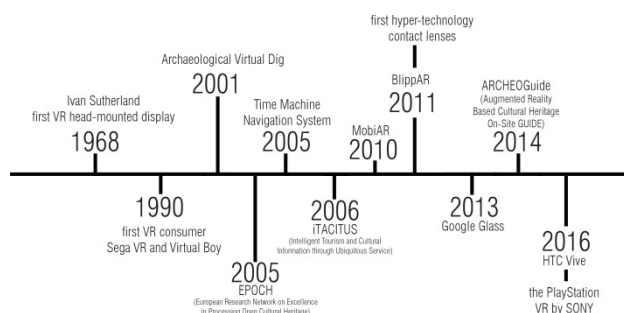 Ivan Sutherland
first VR head-mounted display
1968
first VR consumer
Sega VR and Virtual Boy
1990
Archaeological Virtual Dig
2001
2005
EPOCH
(European Research Network on Excellence
in Processing Open Cultural Heritage)
Time Machine
Navigation System
2005
2006
iTACITUS
(Intelligent Tourism and Cultural
Information through Ubiquitous Service)
MobiAR
2010
first hyper-technology
contact lenses
BlippAR
2011
2013
Google Glass
ARCHEOGuide
(Augmented Reality
Based Cultural Heritage
On-Site GUIDE)
2014
2016
HTC Vive
the PlayStation
VR by SONY